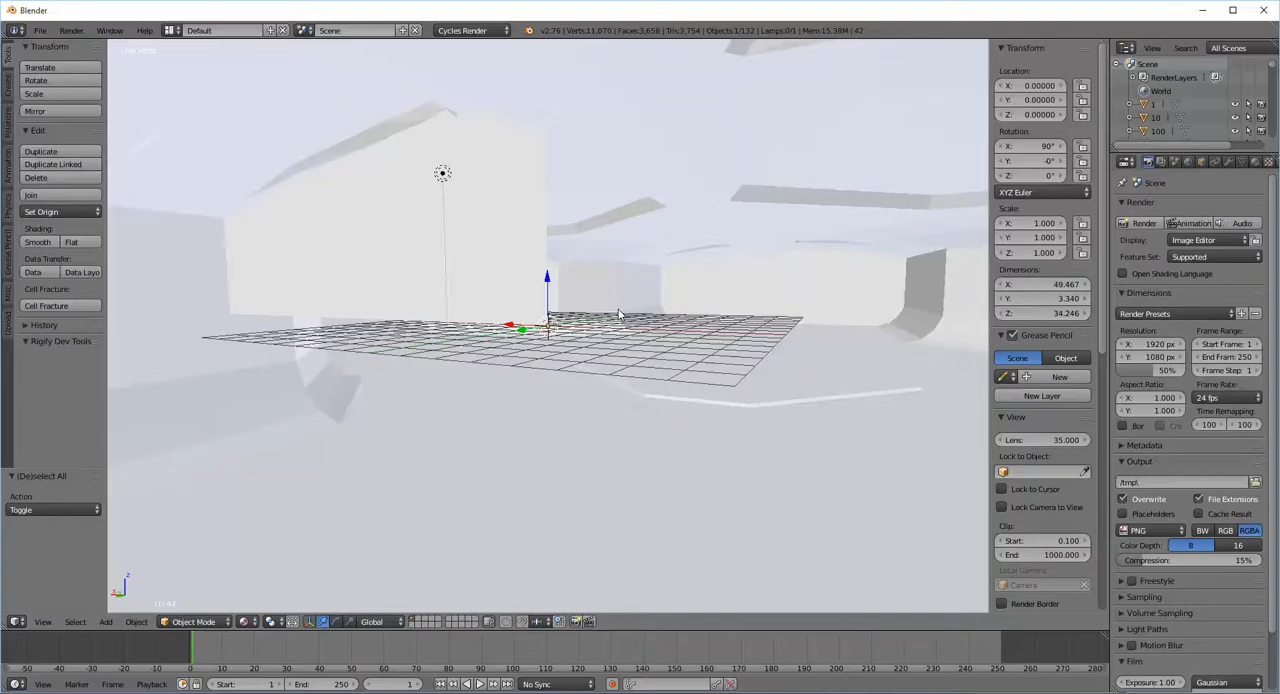 Blender
File Render Window Help Default Scene Cycles Render v2.76 | Verts:11,070 | Faces:3,658 | Tris:3,754 | Objects:1/132 | Lamps:0/1 | Mem:15.38M | 42
Tools
Create
Relations
Animation
Physics
Grease Pencil
Misc
Upload
Transform
Translate
Rotate
Scale
Mirror
Edit
Duplicate
Duplicate Linked
Delete
Join
Set Origin
Shading:
Smooth Flat
Data Transfer:
Data Data Layo
Cell Fracture:
Cell Fracture
History
Rigify Dev Tools
(De)select All
Action
Toggle
z
(1) 42
Transform
Location:
X: 0.00000
Y: 0.00000
Z: 0.00000
Rotation:
X: 90°
Y: -0°
Z: 0°
XYZ Euler
Scale:
X: 1.000
Y: 1.000
Z: 1.000
Dimensions:
X: 49.467
Y: 3.340
Z: 34.246
Grease Pencil
Scene Object
New
New Layer
View
Lens: 35.000
Lock to Object:
Lock to Cursor
Lock Camera to View
Clip:
Start: 0.100
End: 1000.000
Local Camera:
Camera
Render Border
View Search All Scenes
Scene
RenderLayers
World
1
10
100
Scene
Render
Render Animation Audio
Display: Image Editor
Feature Set: Supported
Open Shading Language
Dimensions
Render Presets
Resolution: Frame Range:
X: 1920 px Start Frame: 1
Y: 1080 px End Fram: 250
50% Frame Step: 1
Aspect Ratio: Frame Rate:
X: 1.000 24 fps
Y: 1.000 Time Remapping:
Bor Cro 100 100
Metadata
Output
/tmp\
Overwrite File Extensions
Placeholders Cache Result
PNG BW RGB RGBA
Color Depth: 8 16
Compression: 15%
Freestyle
Sampling
Volume Sampling
Light Paths
Motion Blur
Film
Exposure: 1.00 Gaussian
View Select Add Object Object Mode Global
-50 -40 -30 -20 -10 0 10 20 30 40 50 60 70 80 90 100 110 120 130 140 150 160 170 180 190 200 210 220 230 240 250 260 270 280
View Marker Frame Playback Start: 1 End: 250 1 No Sync